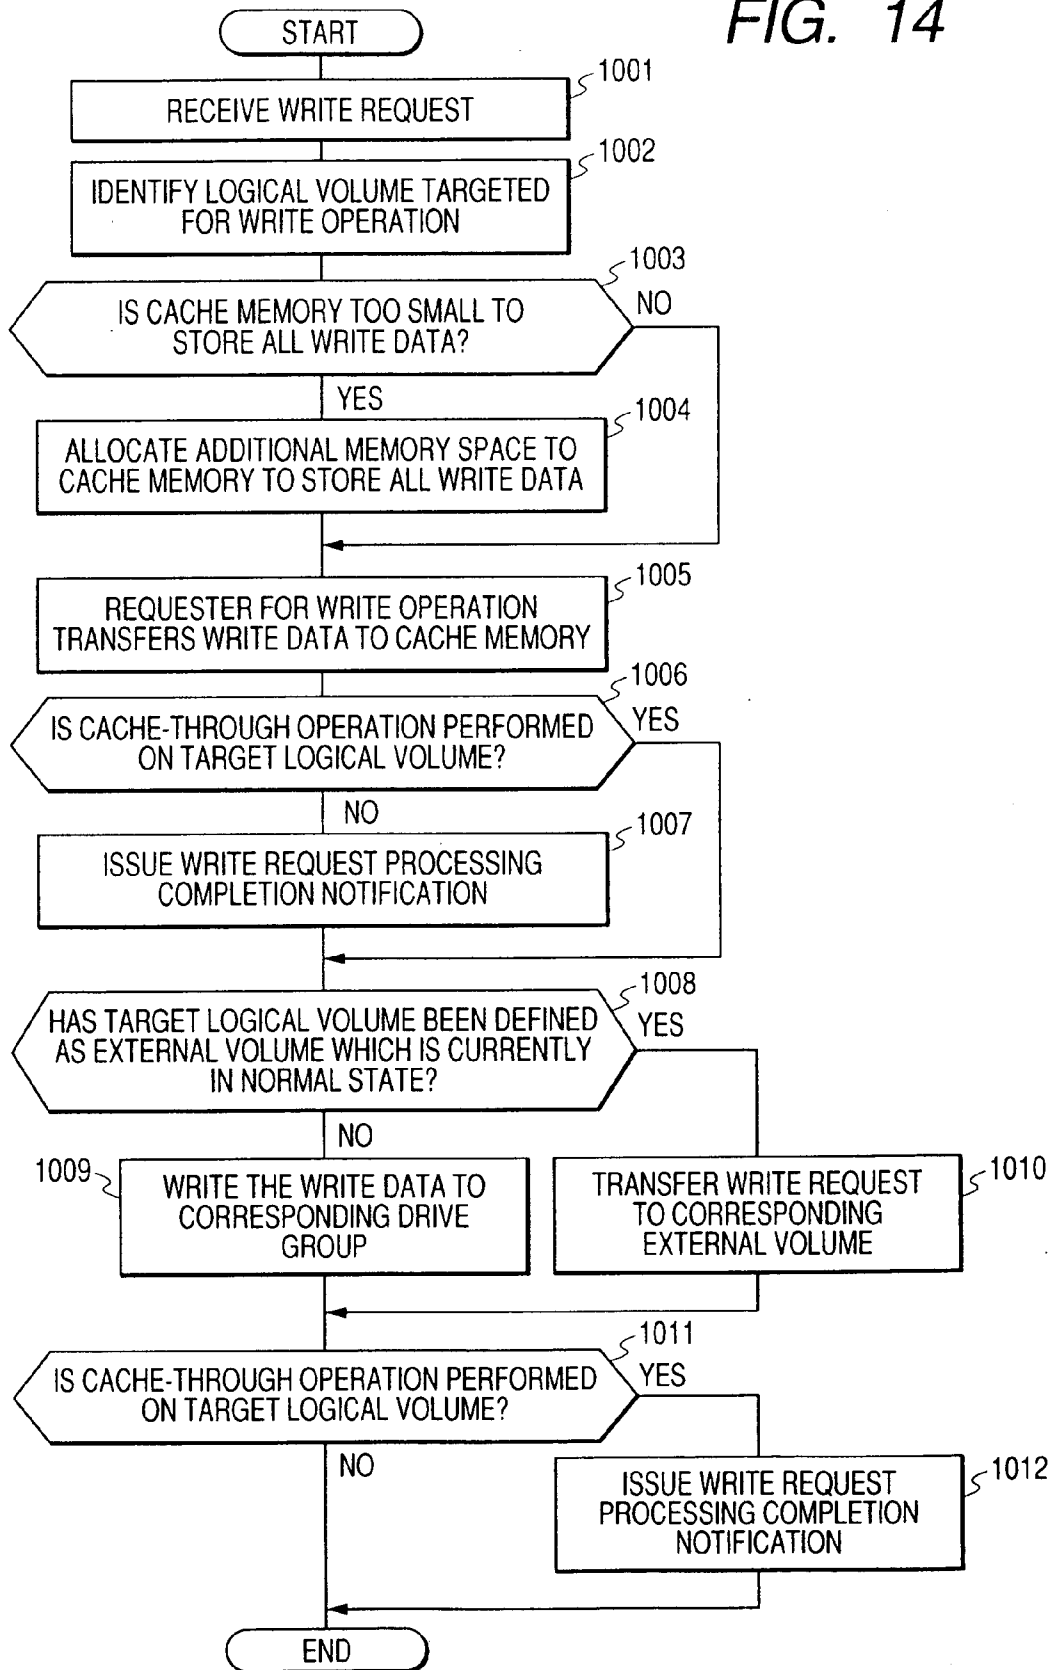 FIG. 14
START
1001
RECEIVE WRITE REQUEST
1002
IDENTIFY LOGICAL VOLUME TARGETED
FOR WRITE OPERATION
1003
IS CACHE MEMORY TOO SMALL TO
STORE ALL WRITE DATA?
NO
YES
1004
ALLOCATE ADDITIONAL MEMORY SPACE TO
CACHE MEMORY TO STORE ALL WRITE DATA
1005
REQUESTER FOR WRITE OPERATION
TRANSFERS WRITE DATA TO CACHE MEMORY
1006
IS CACHE-THROUGH OPERATION PERFORMED
ON TARGET LOGICAL VOLUME?
YES
NO
1007
ISSUE WRITE REQUEST PROCESSING
COMPLETION NOTIFICATION
1008
HAS TARGET LOGICAL VOLUME BEEN DEFINED
AS EXTERNAL VOLUME WHICH IS CURRENTLY
IN NORMAL STATE?
YES
NO
1009
WRITE THE WRITE DATA TO
CORRESPONDING DRIVE
GROUP
1010
TRANSFER WRITE REQUEST
TO CORRESPONDING
EXTERNAL VOLUME
1011
IS CACHE-THROUGH OPERATION PERFORMED
ON TARGET LOGICAL VOLUME?
YES
NO
1012
ISSUE WRITE REQUEST
PROCESSING COMPLETION
NOTIFICATION
END